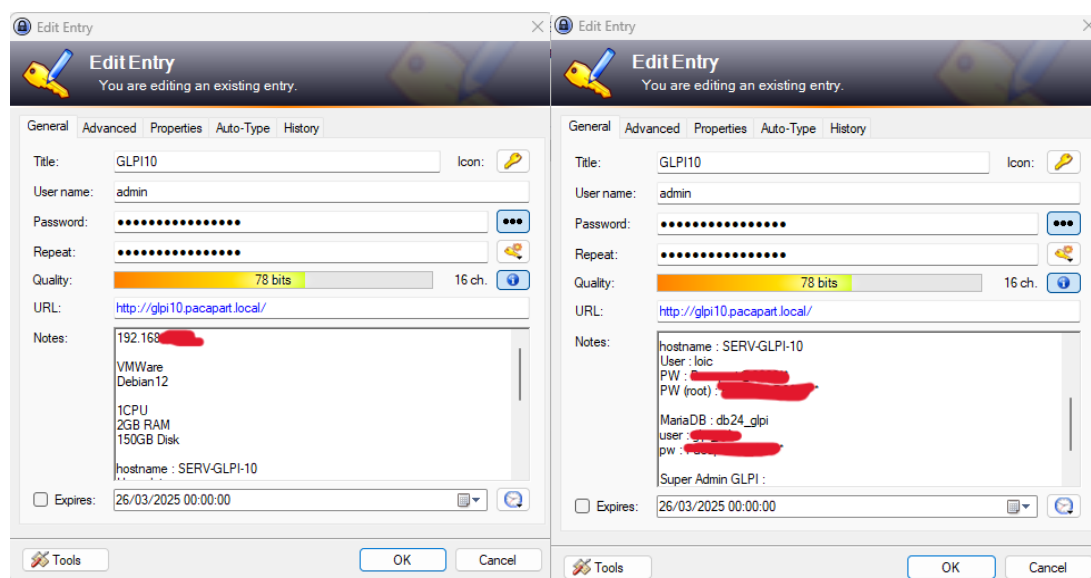 Edit Entry
Edit Entry
You are editing an existing entry.
General Advanced Properties Auto-Type History
Title: GLPI10 Icon:
User name: admin
Password: ●●●●●●●●●●●●●●●●
Repeat: ●●●●●●●●●●●●●●●●
Quality: 78 bits 16 ch.
URL: http://glpi10.pacapart.local/
Notes: 192.168
VMWare
Debian12
1CPU
2GB RAM
150GB Disk
hostname : SERV-GLPI-10
Expires: 26/03/2025 00:00:00
Tools OK Cancel
Edit Entry
Edit Entry
You are editing an existing entry.
General Advanced Properties Auto-Type History
Title: GLPI10 Icon:
User name: admin
Password: ●●●●●●●●●●●●●●●●
Repeat: ●●●●●●●●●●●●●●●●
Quality: 78 bits 16 ch.
URL: http://glpi10.pacapart.local/
Notes: hostname : SERV-GLPI-10
User : loic
PW :
PW (root) :
MariaDB : db24_glpi
user :
pw :
Super Admin GLPI :
Expires: 26/03/2025 00:00:00
Tools OK Cancel